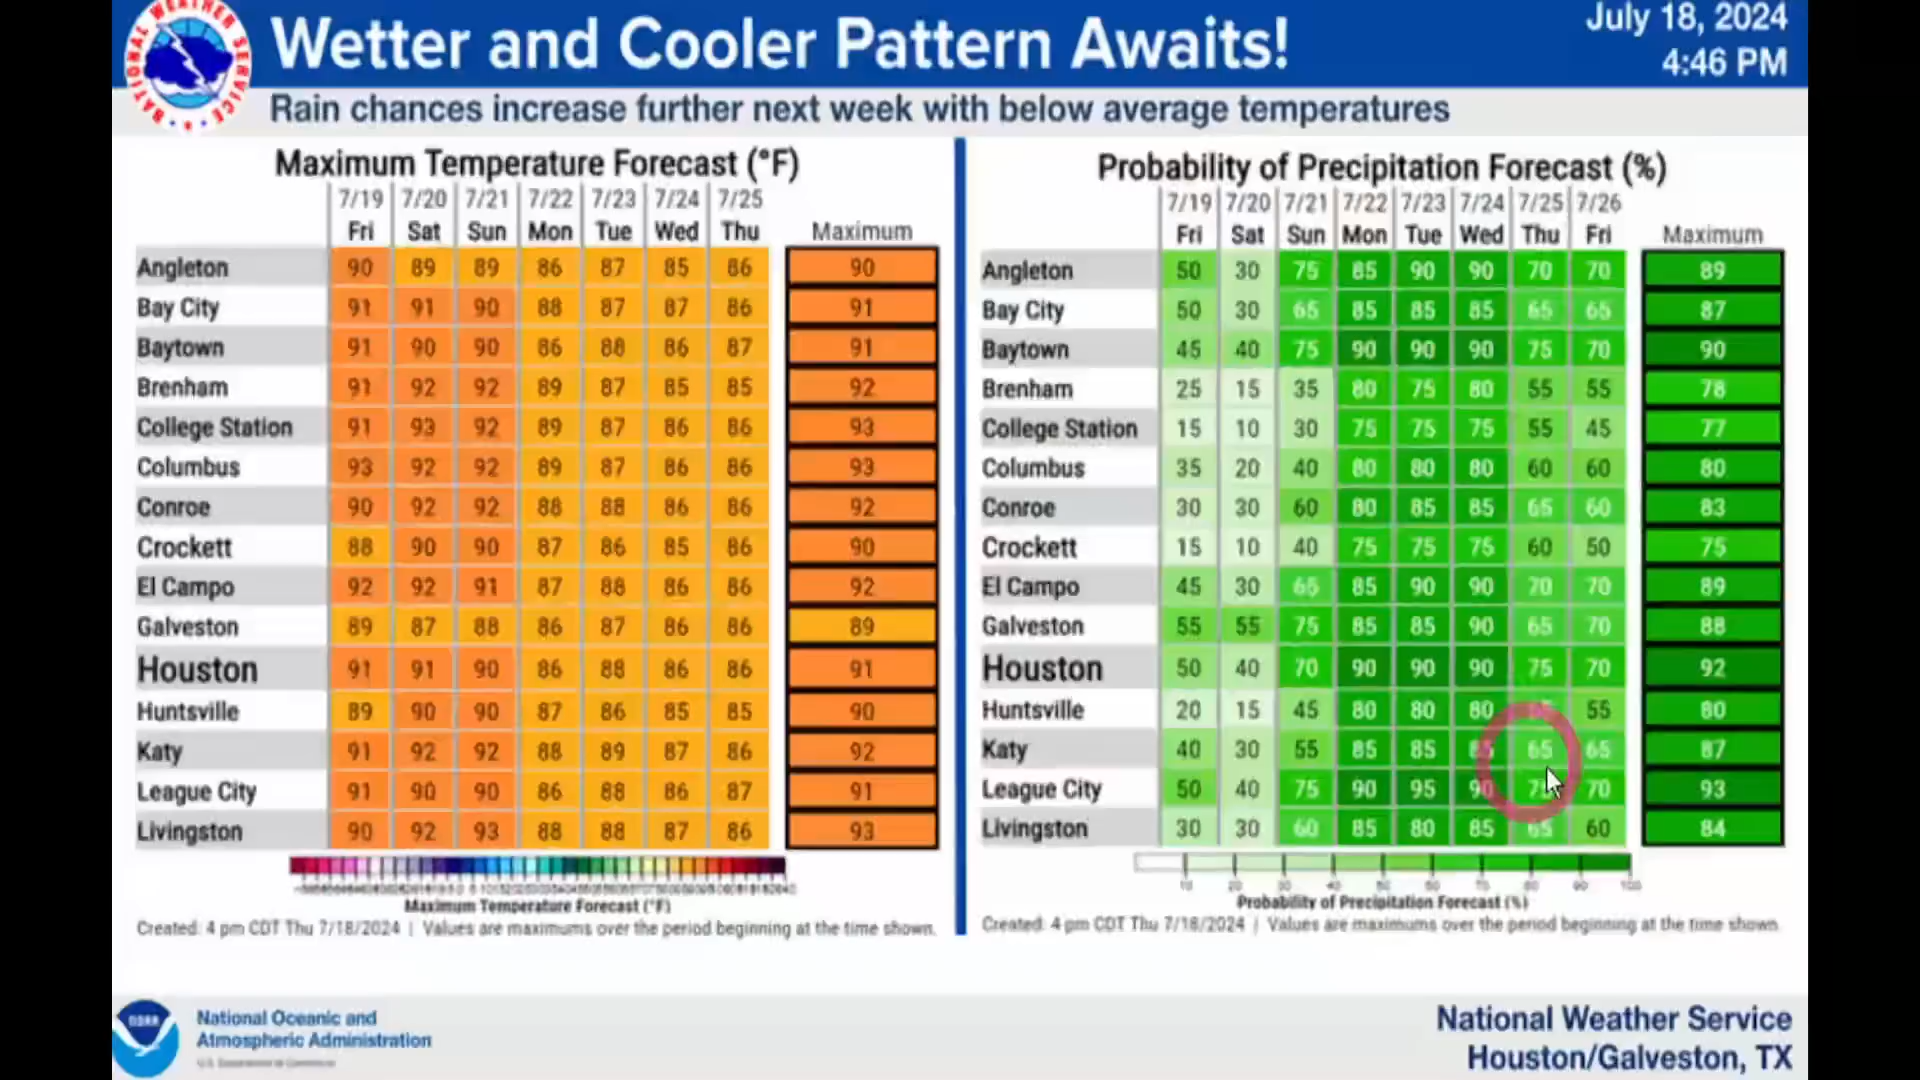 NATIONAL WEATHER SERVICE
Wetter and Cooler Pattern Awaits!
July 18, 2024
4:46 PM
Rain chances increase further next week with below average temperatures
Maximum Temperature Forecast (°F)
7/19 7/20 7/21 7/22 7/23 7/24 7/25
Fri Sat Sun Mon Tue Wed Thu Maximum
Angleton 90 89 89 86 87 85 86 90
Bay City 91 91 90 88 87 87 86 91
Baytown 91 90 90 86 88 86 87 91
Brenham 91 92 92 89 87 85 85 92
College Station 91 93 92 89 87 86 86 93
Columbus 93 92 92 89 87 86 86 93
Conroe 90 92 92 88 88 86 86 92
Crockett 88 90 90 87 86 85 86 90
El Campo 92 92 91 87 88 86 86 92
Galveston 89 87 88 86 87 86 86 89
Houston 91 91 90 86 88 86 86 91
Huntsville 89 90 90 87 86 85 85 90
Katy 91 92 92 88 89 87 86 92
League City 91 90 90 86 88 86 87 91
Livingston 90 92 93 88 88 87 86 93
Maximum Temperature Forecast (°F)
Created: 4 pm CDT Thu 7/18/2024 | Values are maximums over the period beginning at the time shown.
Probability of Precipitation Forecast (%)
7/19 7/20 7/21 7/22 7/23 7/24 7/25 7/26
Fri Sat Sun Mon Tue Wed Thu Fri Maximum
Angleton 50 30 75 85 90 90 70 70 89
Bay City 50 30 65 85 85 85 65 65 87
Baytown 45 40 75 90 90 90 75 70 90
Brenham 25 15 35 80 75 80 55 55 78
College Station 15 10 30 75 75 75 55 45 77
Columbus 35 20 40 80 80 80 60 60 80
Conroe 30 30 60 80 85 85 65 60 83
Crockett 15 10 40 75 75 75 60 50 75
El Campo 45 30 65 85 90 90 70 70 89
Galveston 55 55 75 85 85 90 65 70 88
Houston 50 40 70 90 90 90 75 70 92
Huntsville 20 15 45 80 80 80 55 80
Katy 40 30 55 85 85 85 65 65 87
League City 50 40 75 90 95 90 70 93
Livingston 30 30 60 85 80 85 65 60 84
10 20 30 40 50 60 70 80 90 100
Probability of Precipitation Forecast (%)
Created: 4 pm CDT Thu 7/18/2024 | Values are maximums over the period beginning at the time shown.
NOAA
National Oceanic and
Atmospheric Administration
U.S. Department of Commerce
National Weather Service
Houston/Galveston, TX